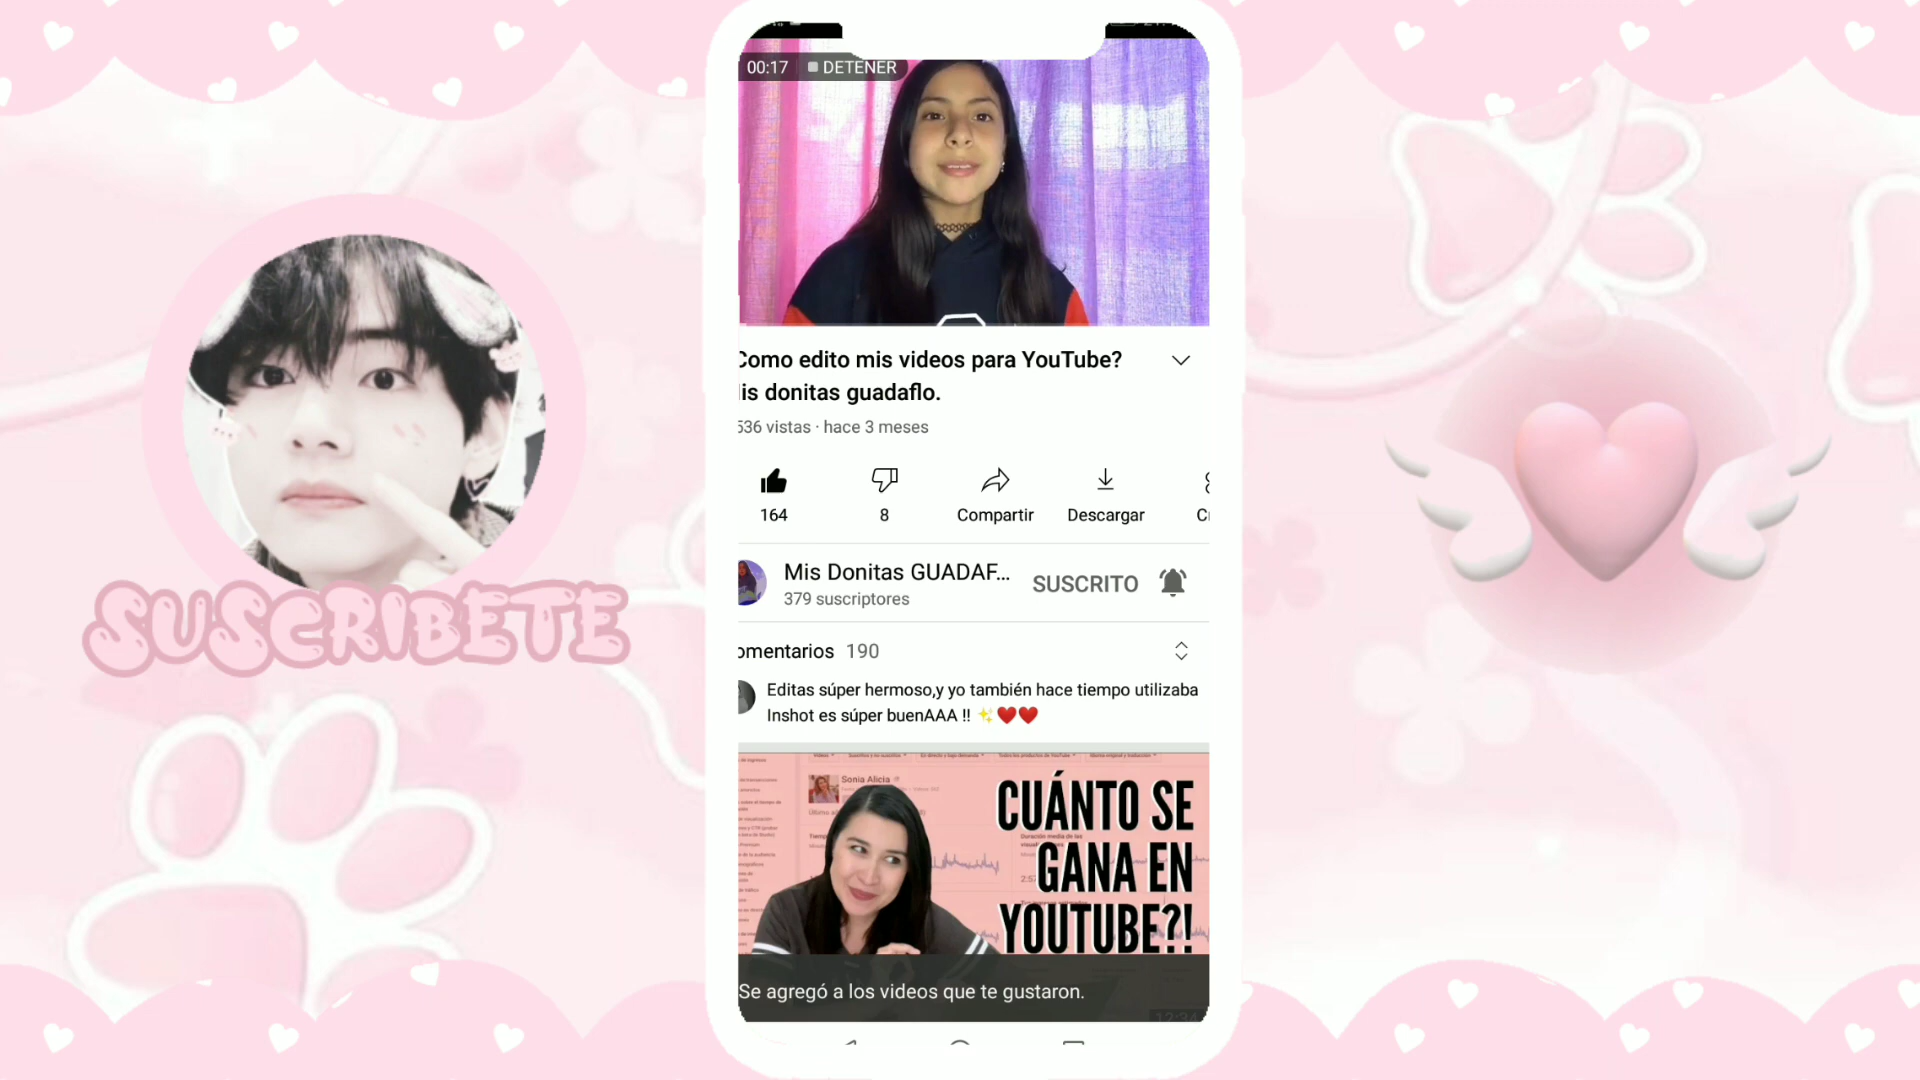 00:17 DETENER
Como edito mis videos para YouTube?
is donitas guadaflo.
536 vistas · hace 3 meses
164
8
Compartir
Descargar
Mis Donitas GUADAF...
379 suscriptores
SUSCRITO
omentarios 190
Editas súper hermoso,y yo también hace tiempo utilizaba
Inshot es súper buenAAA !! ✨❤️❤️
Sonia Alicia
CUÁNTO SE
GANA EN
YOUTUBE?!
Se agregó a los videos que te gustaron.
12:34
SUSCRIBETE